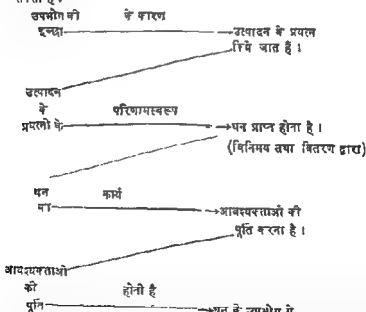 उपभोग की के कारण
इच्छा उत्पादन के प्रयत्न
किये जाते हैं।
उत्पादन
के परिणामस्वरूप
प्रयत्नों के धन प्राप्त होता है।
(विनिमय तथा वितरण द्वारा)
धन कार्य
का आवश्यकताओं की
पूर्ति करना है।
आवश्यकताओं
की होती है
पूर्ति धन के उपभोग से